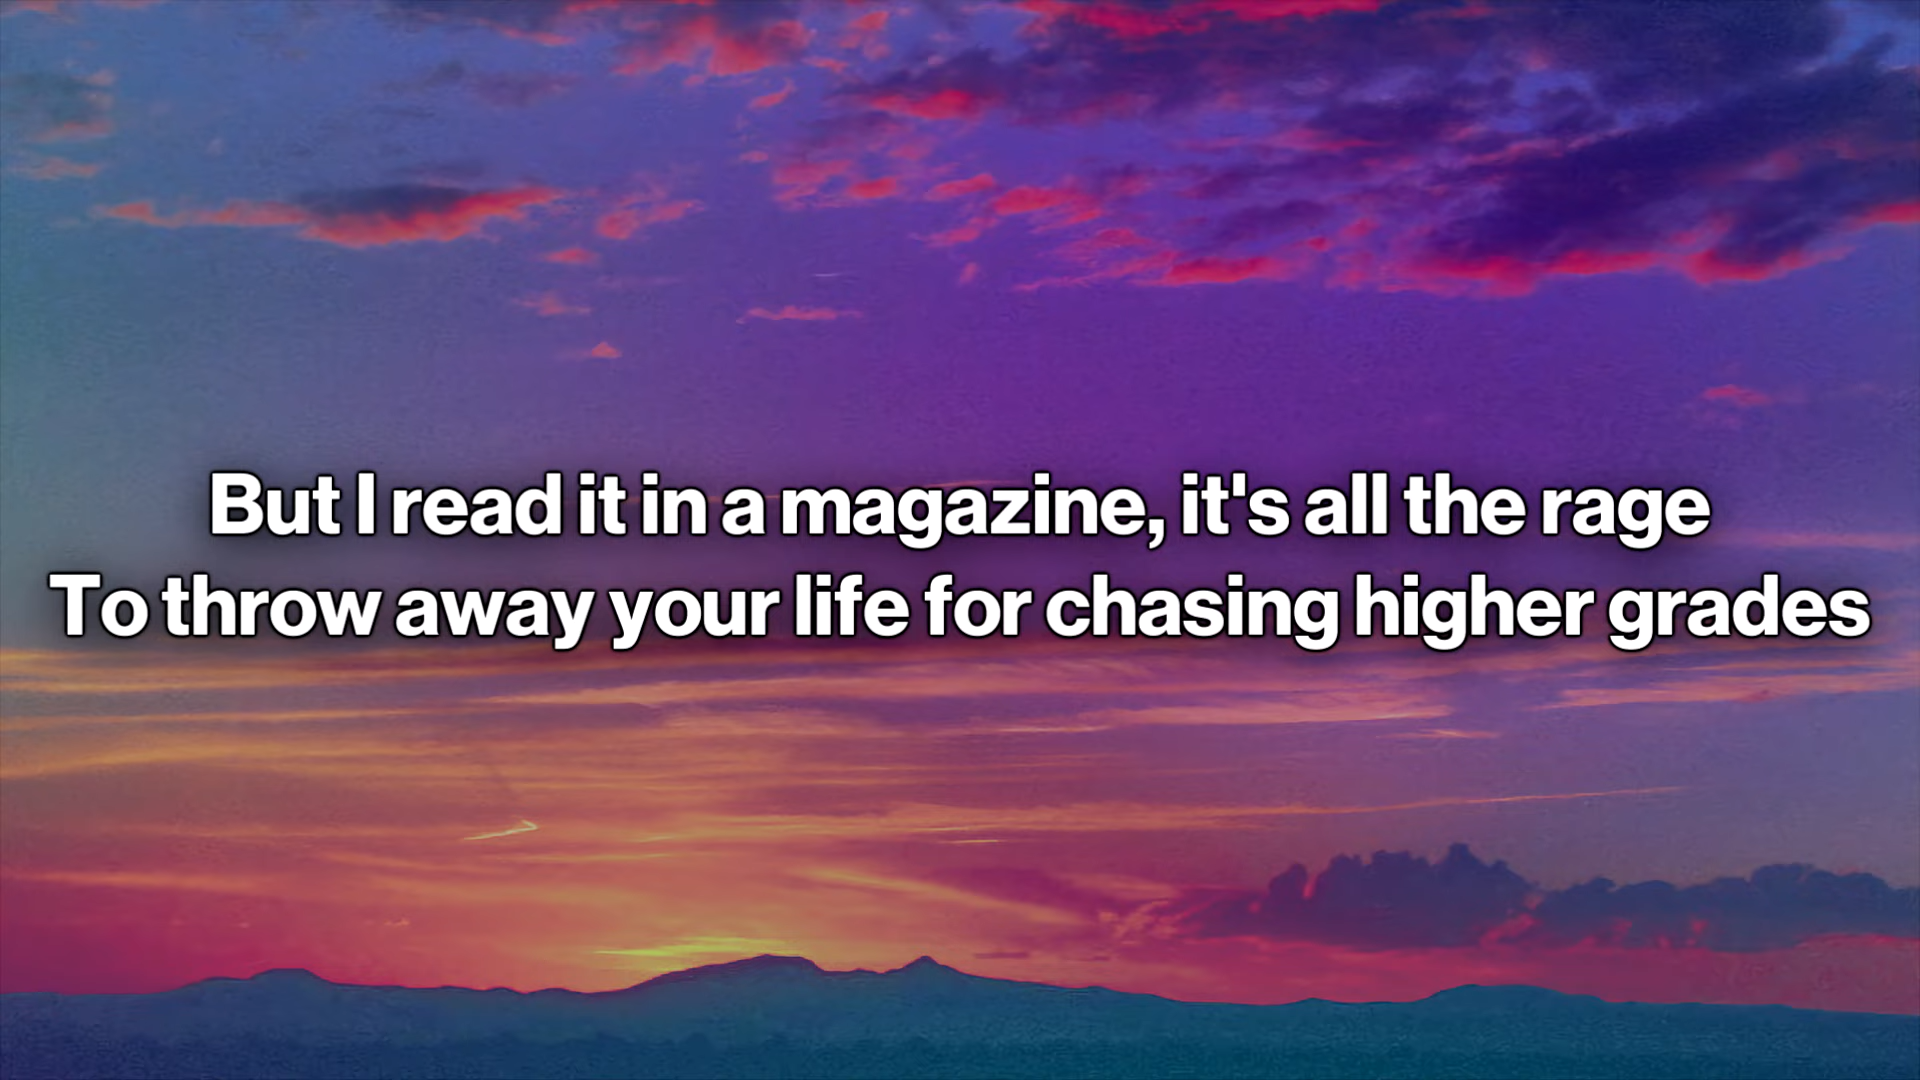 But I read it in a magazine, it's all the rage
To throw away your life for chasing higher grades